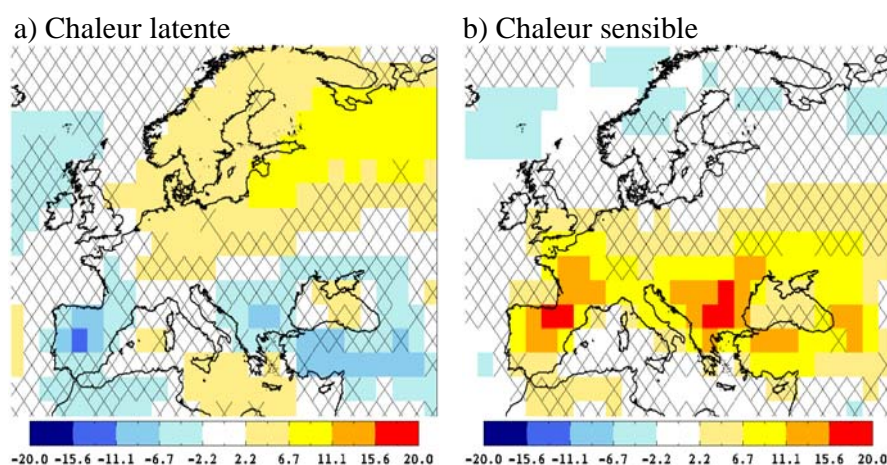 a) Chaleur latente
b) Chaleur sensible
-20.0 -15.6 -11.1 -6.7 -2.2 2.2 6.7 11.1 15.6 20.0
-20.0 -15.6 -11.1 -6.7 -2.2 2.2 6.7 11.1 15.6 20.0